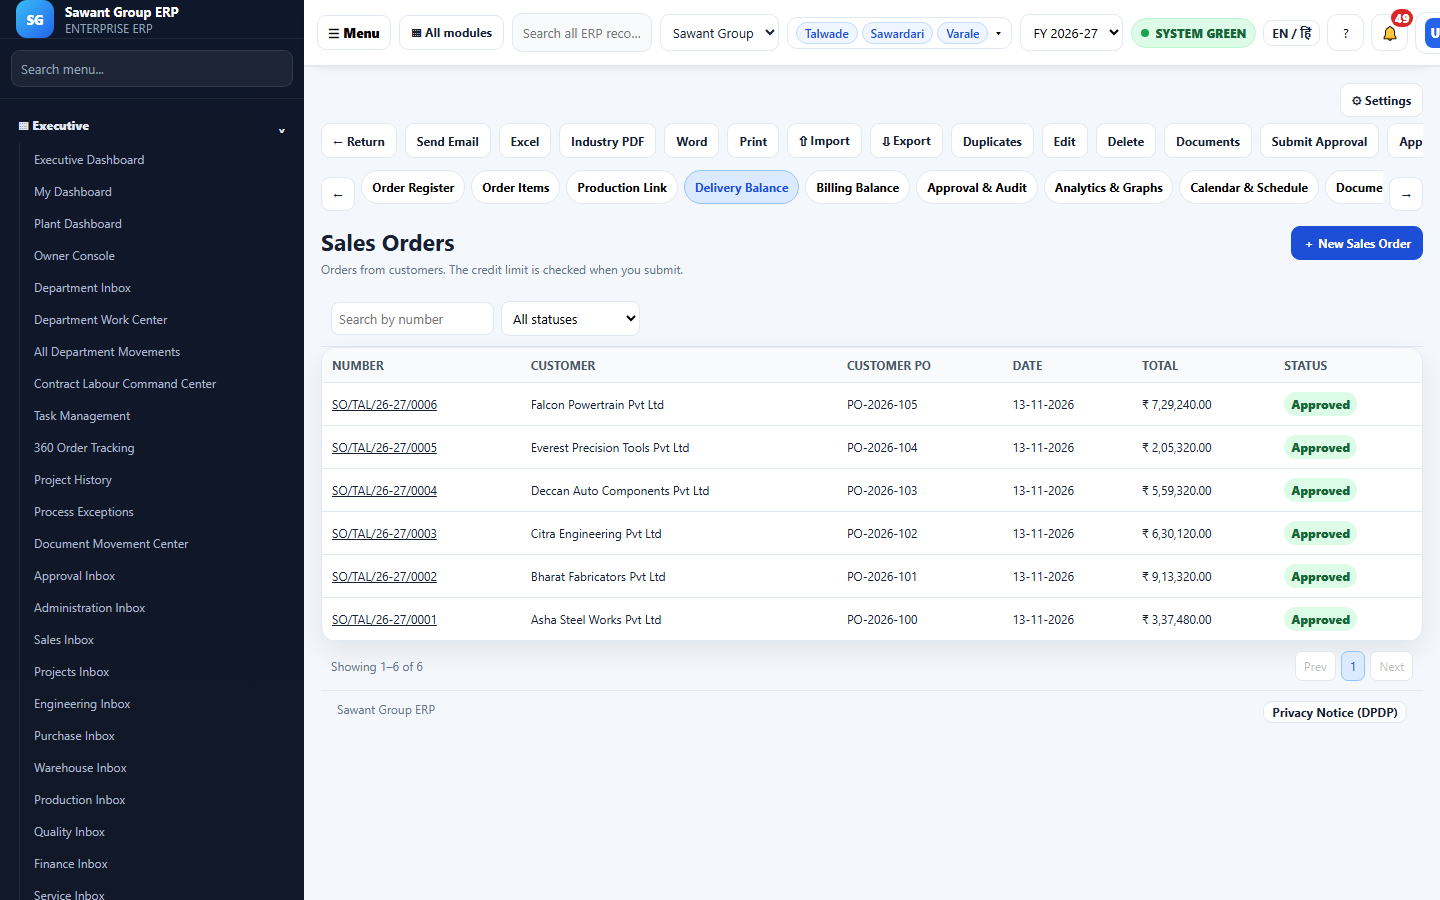 SG
Sawant Group ERP
ENTERPRISE ERP
Search menu...
Executive
Executive Dashboard
My Dashboard
Plant Dashboard
Owner Console
Department Inbox
Department Work Center
All Department Movements
Contract Labour Command Center
Task Management
360 Order Tracking
Project History
Process Exceptions
Document Movement Center
Approval Inbox
Administration Inbox
Sales Inbox
Projects Inbox
Engineering Inbox
Purchase Inbox
Warehouse Inbox
Production Inbox
Quality Inbox
Finance Inbox
Service Inbox
☰ Menu
All modules
Search all ERP reco...
Sawant Group
Talwade Sawardari Varale
FY 2026-27
SYSTEM GREEN
EN / हिं
?
49
U
⚙ Settings
← Return
Send Email
Excel
Industry PDF
Word
Print
⇧ Import
⇩ Export
Duplicates
Edit
Delete
Documents
Submit Approval
App
←
Order Register
Order Items
Production Link
Delivery Balance
Billing Balance
Approval & Audit
Analytics & Graphs
Calendar & Schedule
Docume
→
Sales Orders
+ New Sales Order
Orders from customers. The credit limit is checked when you submit.
Search by number
All statuses
NUMBER CUSTOMER CUSTOMER PO DATE TOTAL STATUS
SO/TAL/26-27/0006 Falcon Powertrain Pvt Ltd PO-2026-105 13-11-2026 ₹ 7,29,240.00 Approved
SO/TAL/26-27/0005 Everest Precision Tools Pvt Ltd PO-2026-104 13-11-2026 ₹ 2,05,320.00 Approved
SO/TAL/26-27/0004 Deccan Auto Components Pvt Ltd PO-2026-103 13-11-2026 ₹ 5,59,320.00 Approved
SO/TAL/26-27/0003 Citra Engineering Pvt Ltd PO-2026-102 13-11-2026 ₹ 6,30,120.00 Approved
SO/TAL/26-27/0002 Bharat Fabricators Pvt Ltd PO-2026-101 13-11-2026 ₹ 9,13,320.00 Approved
SO/TAL/26-27/0001 Asha Steel Works Pvt Ltd PO-2026-100 13-11-2026 ₹ 3,37,480.00 Approved
Showing 1–6 of 6
Prev 1 Next
Sawant Group ERP
Privacy Notice (DPDP)